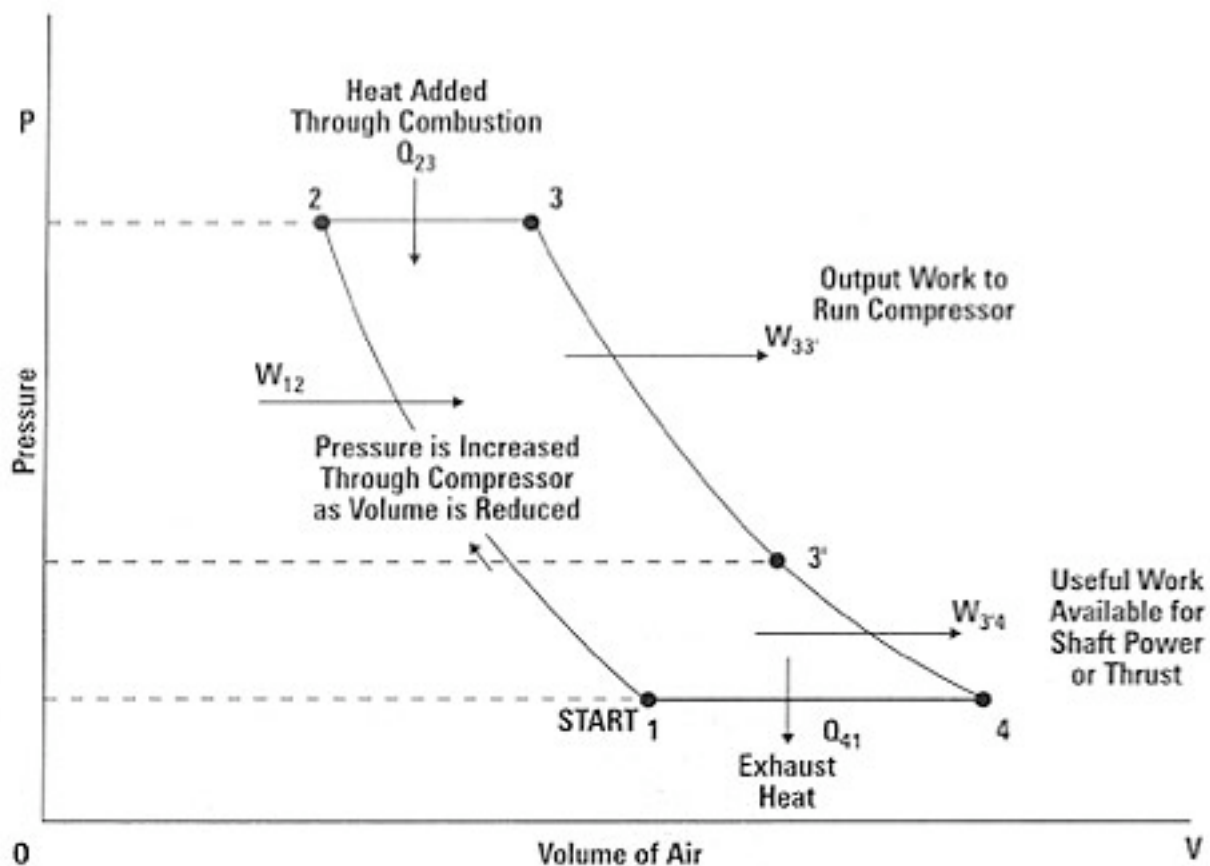 P
Heat Added
Through Combustion
Q23
2
3
Output Work to
Run Compressor
W33'
W12
Pressure
Pressure is Increased
Through Compressor
as Volume is Reduced
3'
Useful Work
Available for
Shaft Power
or Thrust
W3'4
START 1
Q41
4
Exhaust
Heat
0
Volume of Air
V